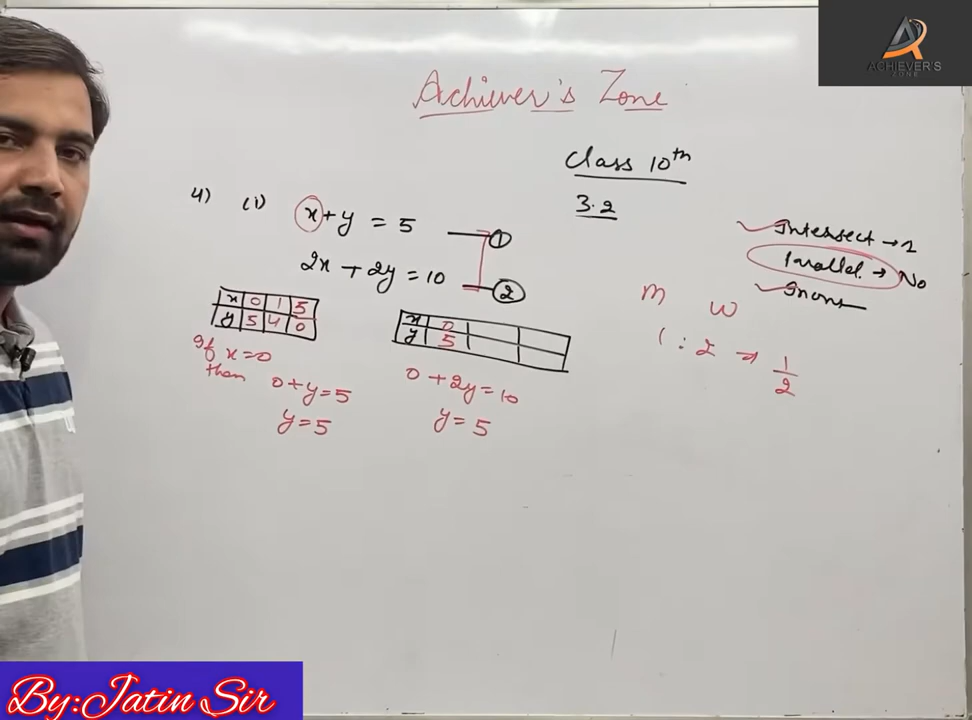 ACHIEVER'S
ZONE
Achiever's Zone
Class 10th
3.2
4) (i) x+y = 5 —①
2x + 2y = 10 —②
Intersect → 1
Parallel → No
m w
1 : 2 → 1/2
x 0 1 5
y 5 4 0
x 0
y 5
If x=0
then 0+y=5
y=5
0 + 2y = 10
y = 5
By:Jatin Sir